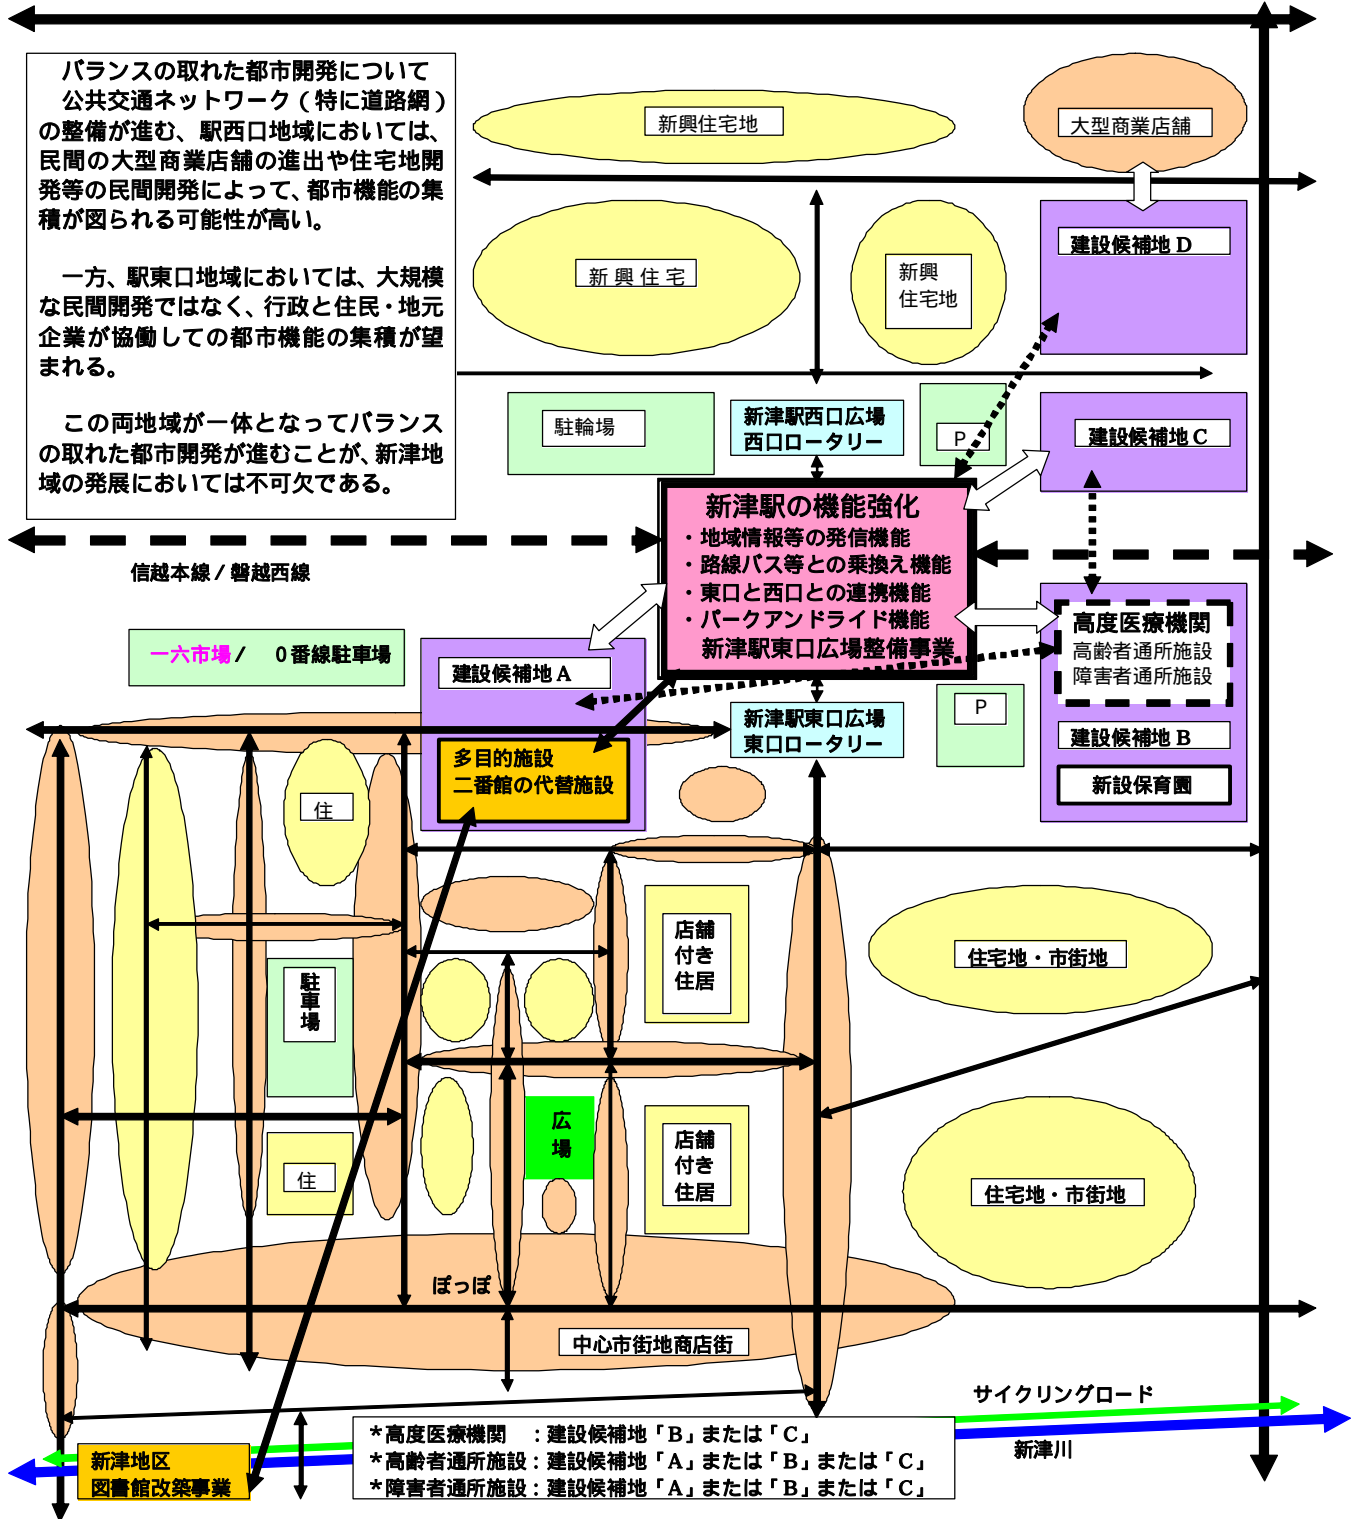 バランスの取れた都市開発について
公共交通ネットワーク（特に道路網）
の整備が進む、駅西口地域においては、
民間の大型商業店舗の進出や住宅地開
発等の民間開発によって、都市機能の集
積が図られる可能性が高い。
一方、駅東口地域においては、大規模
な民間開発ではなく、行政と住民・地元
企業が協働しての都市機能の集積が望
まれる。
この両地域が一体となってバランス
の取れた都市開発が進むことが、新津地
域の発展においては不可欠である。
新興住宅地
大型商業店舗
新興住宅
新興
住宅地
建設候補地 D
駐輪場
新津駅西口広場
西口ロータリー
P
建設候補地 C
新津駅の機能強化
・地域情報等の発信機能
・路線バス等との乗換え機能
・東口と西口との連携機能
・パークアンドライド機能
新津駅東口広場整備事業
信越本線 / 磐越西線
一六市場 / 0番線駐車場
建設候補地 A
多目的施設
二番館の代替施設
新津駅東口広場
東口ロータリー
P
高度医療機関
高齢者通所施設
障害者通所施設
建設候補地 B
新設保育園
住
店舗
付き
住居
住宅地・市街地
駐車場
広場
住
店舗
付き
住居
住宅地・市街地
ぽっぽ
中心市街地商店街
サイクリングロード
新津川
新津地区
図書館改築事業
*高度医療機関　：建設候補地「B」または「C」
*高齢者通所施設：建設候補地「A」または「B」または「C」
*障害者通所施設：建設候補地「A」または「B」または「C」